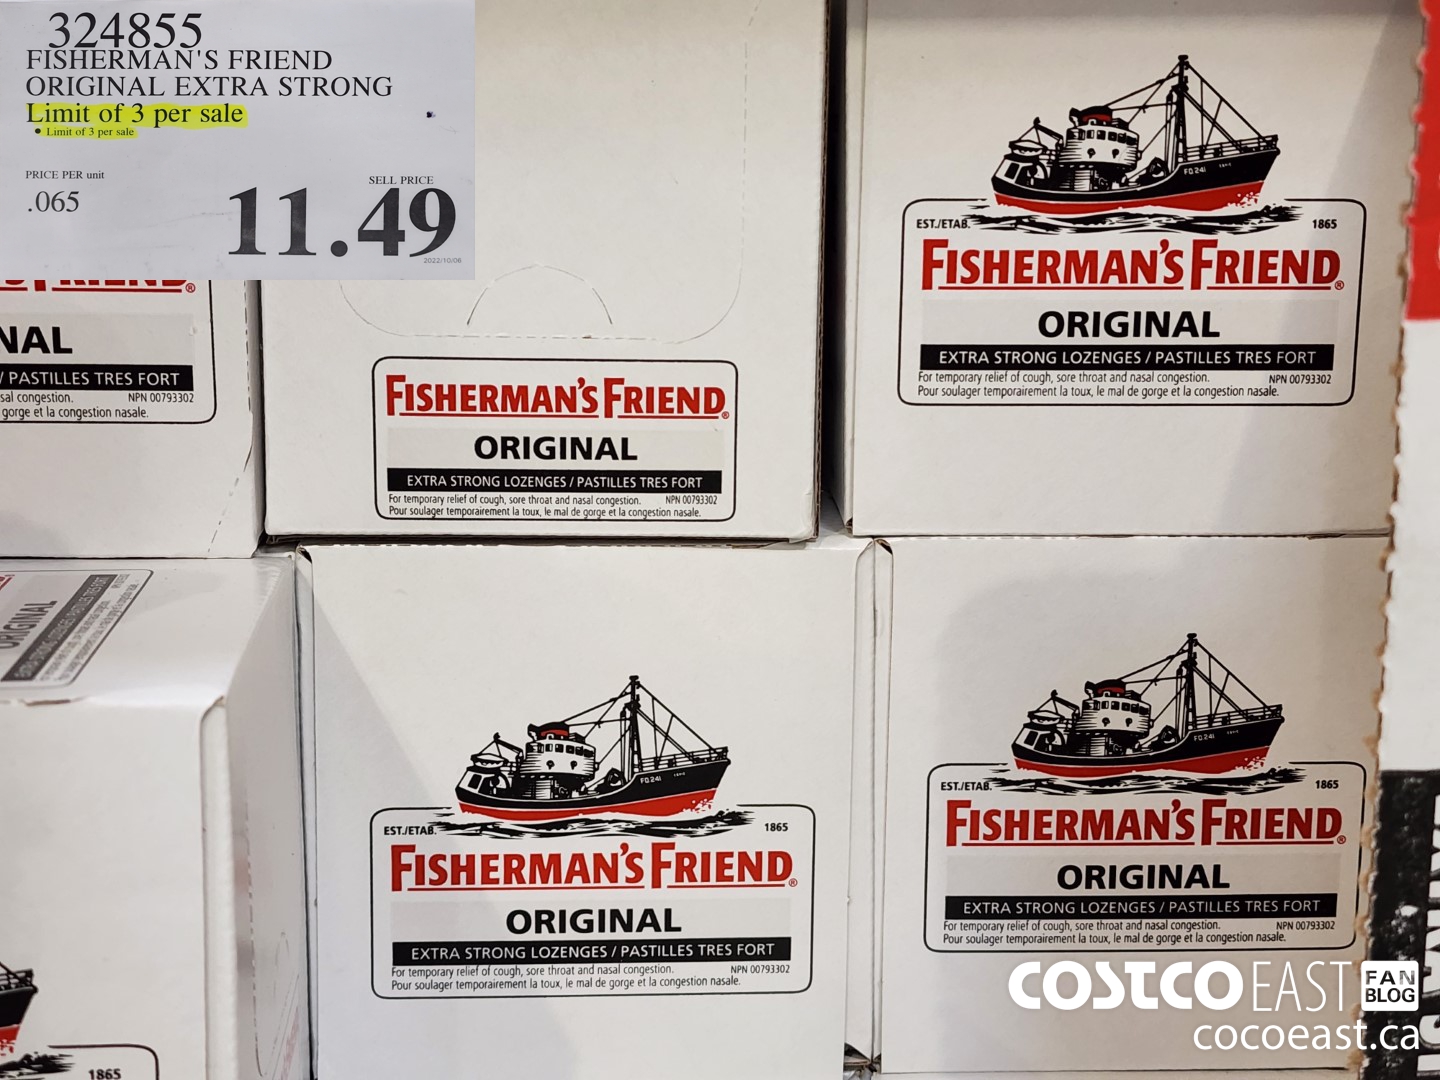 324855
FISHERMAN'S FRIEND
ORIGINAL EXTRA STRONG
Limit of 3 per sale
• Limit of 3 per sale
PRICE PER unit
.065
SELL PRICE
11.49
2022/10/06
FRIEND®
NAL
/ PASTILLES TRES FORT
sal congestion. NPN 00793302
gorge et la congestion nasale.
FISHERMAN'S FRIEND®
ORIGINAL
EXTRA STRONG LOZENGES / PASTILLES TRES FORT
For temporary relief of cough, sore throat and nasal congestion. NPN 00793302
Pour soulager temporairement la toux, le mal de gorge et la congestion nasale.
FD 241
EST./ETAB. 1865
FISHERMAN'S FRIEND®
ORIGINAL
EXTRA STRONG LOZENGES / PASTILLES TRES FORT
For temporary relief of cough, sore throat and nasal congestion. NPN 00793302
Pour soulager temporairement la toux, le mal de gorge et la congestion nasale.
ORIGINAL
1865
FD 241
EST./ETAB. 1865
FISHERMAN'S FRIEND®
ORIGINAL
EXTRA STRONG LOZENGES / PASTILLES TRES FORT
For temporary relief of cough, sore throat and nasal congestion. NPN 00793302
Pour soulager temporairement la toux, le mal de gorge et la congestion nasale.
FD 241
EST./ETAB. 1865
FISHERMAN'S FRIEND®
ORIGINAL
EXTRA STRONG LOZENGES / PASTILLES TRES FORT
For temporary relief of cough, sore throat and nasal congestion. NPN 00793302
Pour soulager temporairement la toux, le mal de gorge et la congestion nasale.
COSTCO EAST FAN BLOG
cocoeast.ca